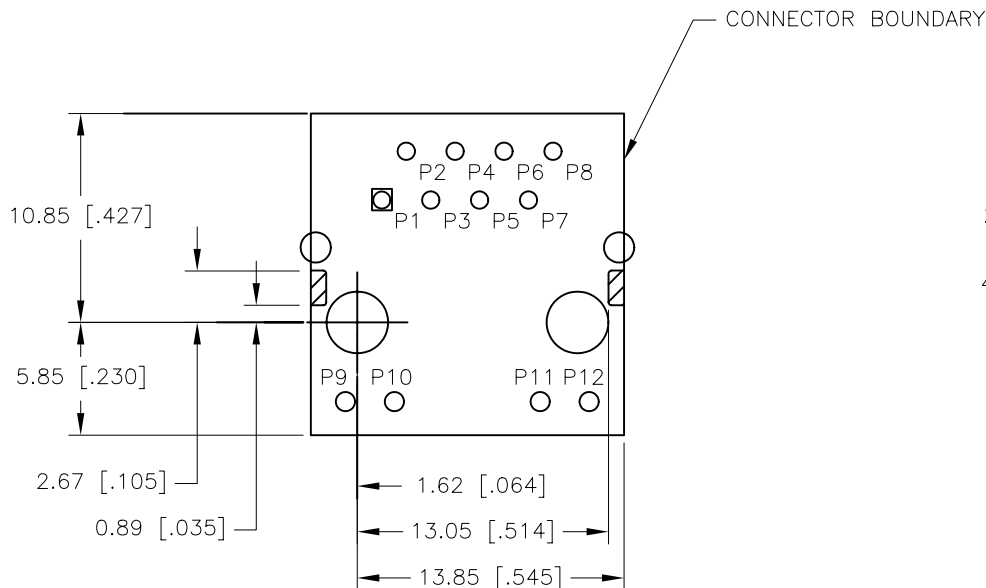 CONNECTOR BOUNDARY
P2 P4 P6 P8
10.85 [.427]
P1 P3 P5 P7
5.85 [.230]
P9 P10 P11 P12
2.67 [.105]
1.62 [.064]
0.89 [.035]
13.05 [.514]
13.85 [.545]